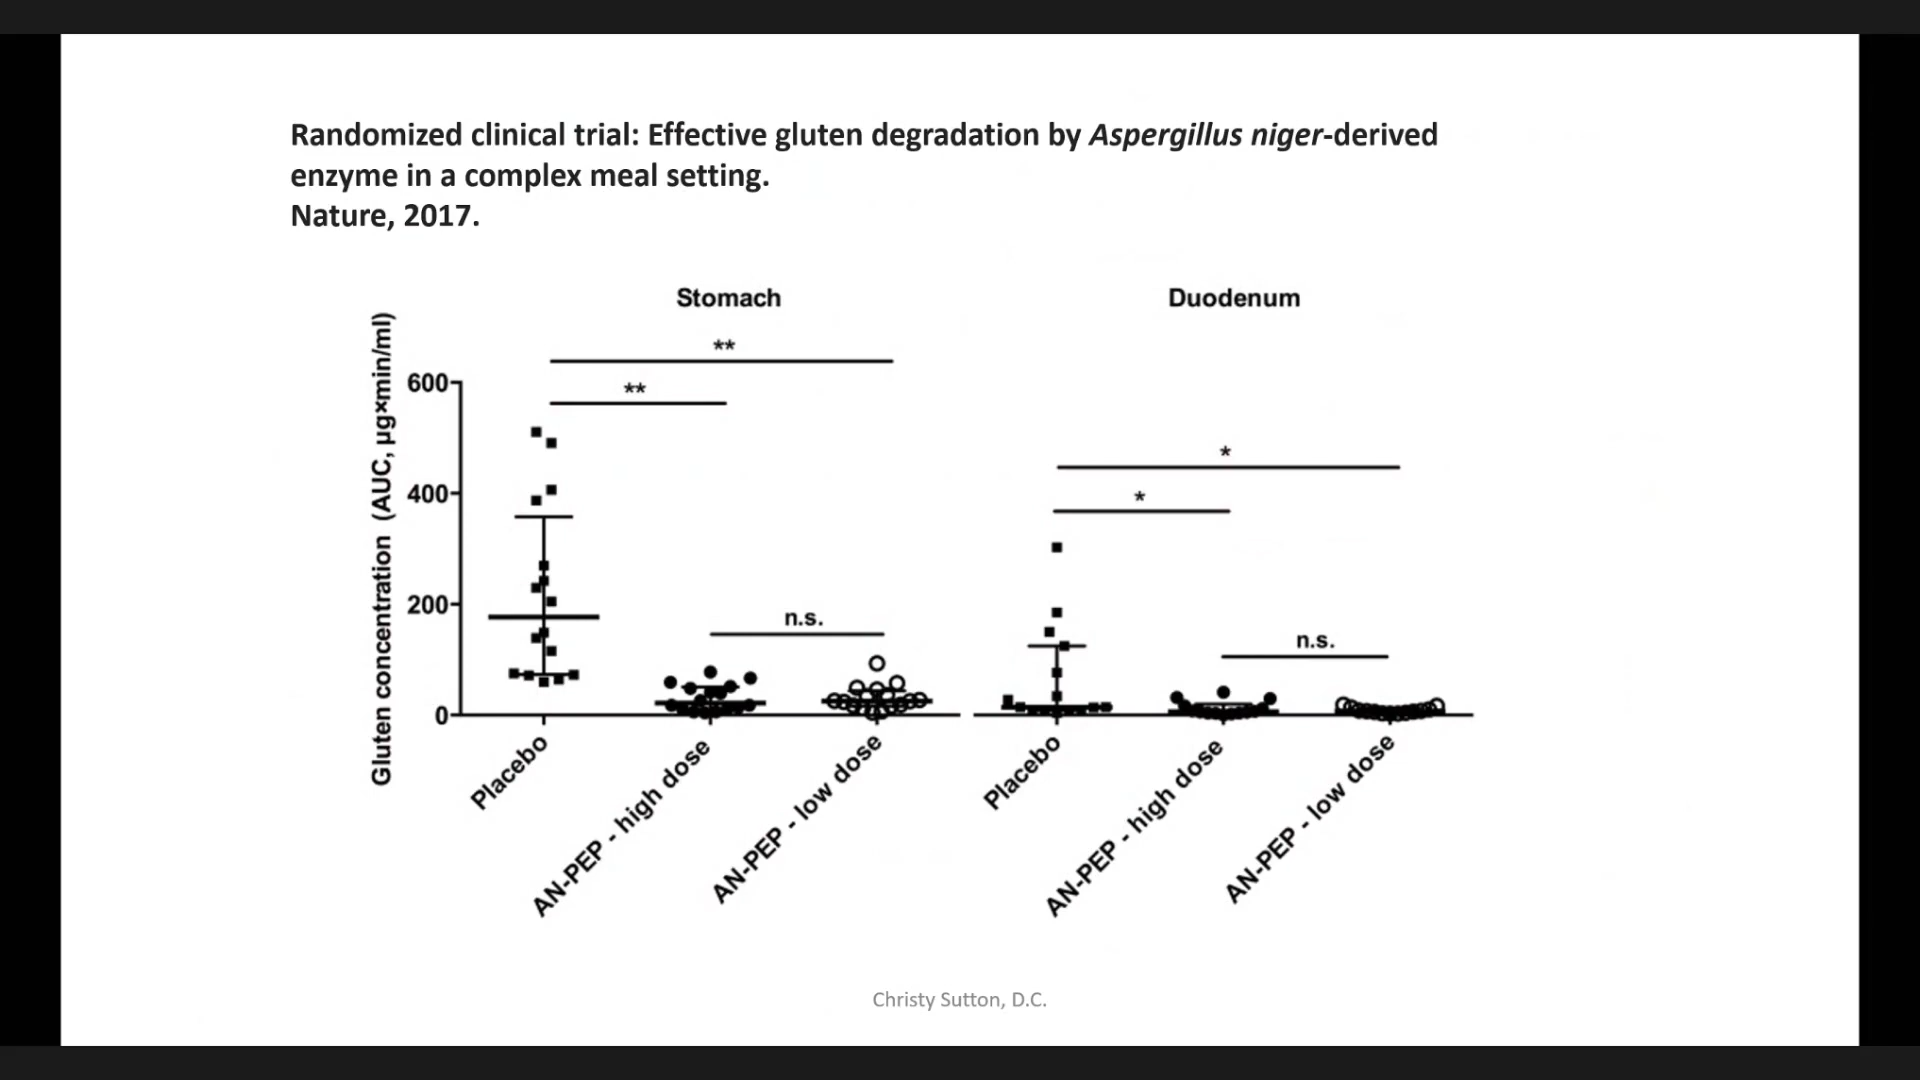 Randomized clinical trial: Effective gluten degradation by Aspergillus niger-derived
enzyme in a complex meal setting.
Nature, 2017.
Stomach
Duodenum
Gluten concentration (AUC, µg×min/ml)
600
400
200
0
**
**
n.s.
*
*
n.s.
Placebo
AN-PEP - high dose
AN-PEP - low dose
Placebo
AN-PEP - high dose
AN-PEP - low dose
Christy Sutton, D.C.